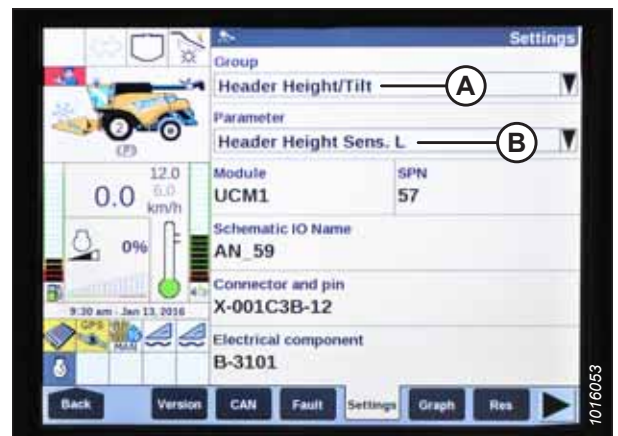 Settings
Group
Header Height/Tilt
A
Parameter
Header Height Sens. L
B
Module
SPN
UCM1
57
Schematic IO Name
AN_59
Connector and pin
X-001C3B-12
Electrical component
B-3101
2
(P)
12.0
6.0
0.0
km/h
0%
9:30 am - Jan 13, 2016
GPS
MAN
Back
Version
CAN
Fault
Settings
Graph
Res
1016053